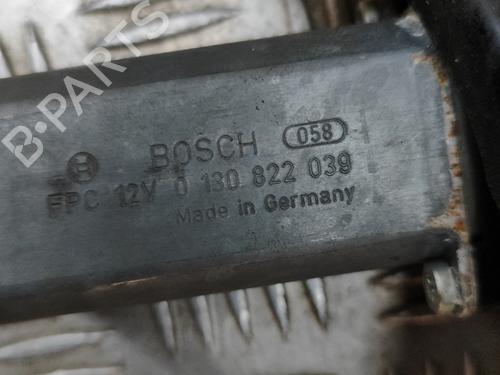 B-PARTS
BOSCH 058
FPC 12V 0 130 822 039
Made in Germany